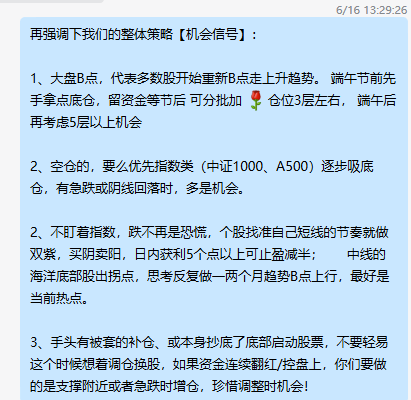 6/16 13:29:26
再强调下我们的整体策略【机会信号】:
1、大盘B点，代表多数股开始重新B点走上升趋势。 端午节前先
手拿点底仓，留资金等节后 可分批加 🌹 仓位3层左右， 端午后
再考虑5层以上机会
2、空仓的，要么优先指数类（中证1000、A500）逐步吸底
仓，有急跌或阴线回落时，多是机会。
2、不盯着指数，跌不再是恐慌，个股找准自己短线的节奏就做
双紫，买阴卖阳，日内获利5个点以上可止盈减半； 中线的
海洋底部股出拐点，思考反复做一两个月趋势B点上行，最好是
当前热点。
3、手头有被套的补仓、或本身抄底了底部启动股票，不要轻易
这个时候想着调仓换股，如果资金连续翻红/控盘上，你们要做
的是支撑附近或者急跌时增仓，珍惜调整时机会!